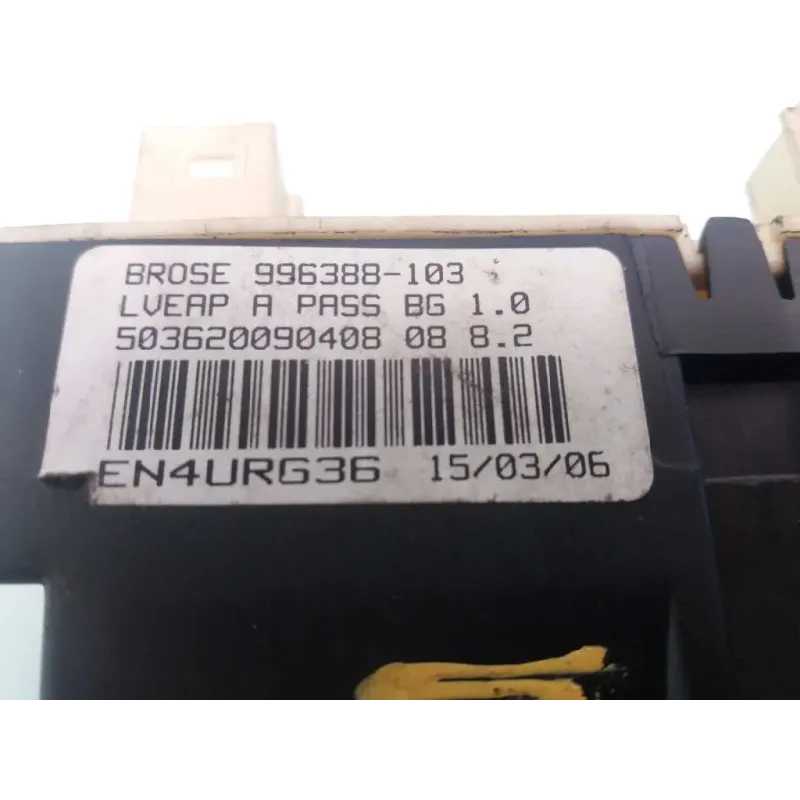 BROSE 996388-103
LVEAP A PASS BG 1.0
503620090408 08 8.2
EN4URG36 15/03/06